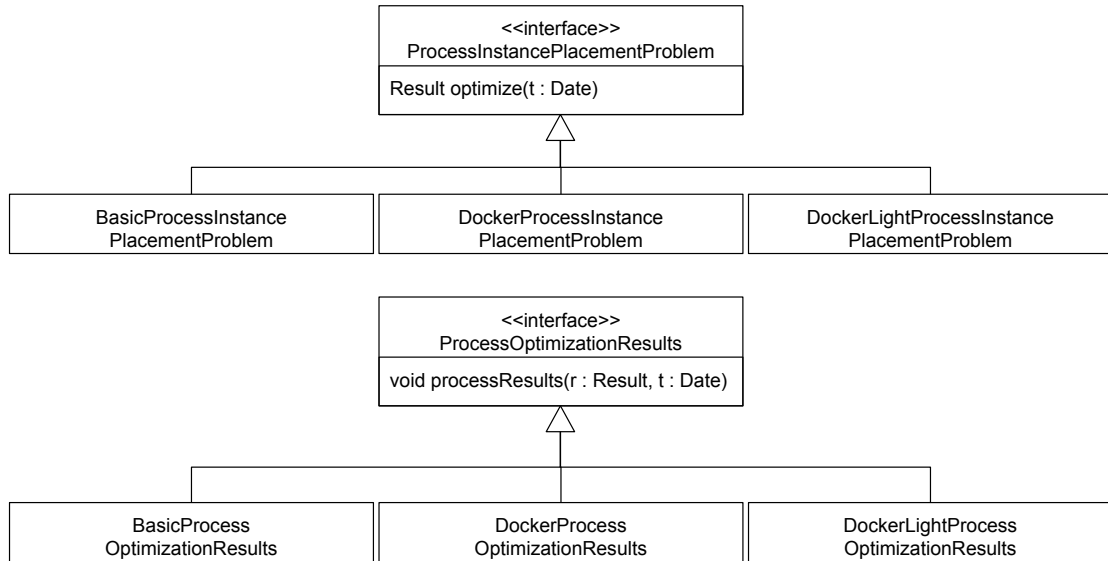 <<interface>>
ProcessInstancePlacementProblem
Result optimize(t : Date)
BasicProcessInstance
PlacementProblem
DockerProcessInstance
PlacementProblem
DockerLightProcessInstance
PlacementProblem
<<interface>>
ProcessOptimizationResults
void processResults(r : Result, t : Date)
BasicProcess
OptimizationResults
DockerProcess
OptimizationResults
DockerLightProcess
OptimizationResults